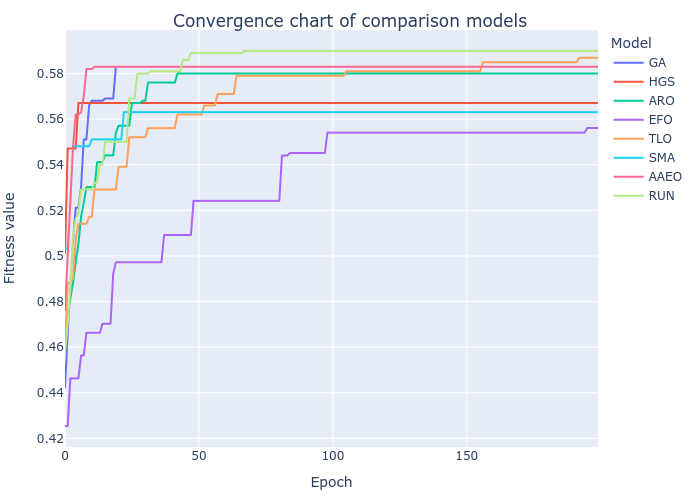 Convergence chart of comparison models
Model
GA
HGS
ARO
EFO
TLO
SMA
AAEO
RUN
Fitness value
0.58
0.56
0.54
0.52
0.5
0.48
0.46
0.44
0.42
0
50
100
150
Epoch